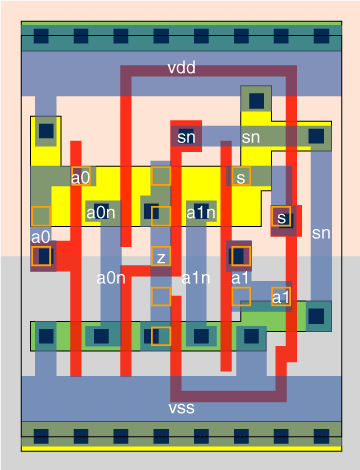 vdd
sn sn
a0 s
a0n a1n s
a0 sn
z
a0n a1n a1
a1
vss